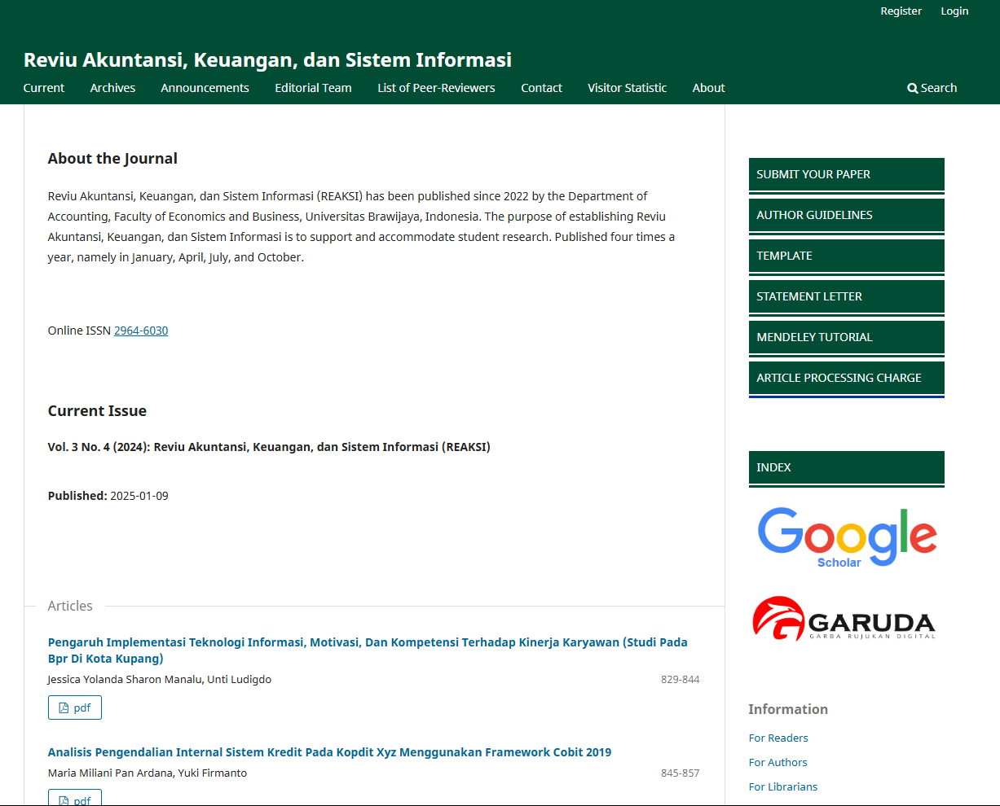 Register Login
Reviu Akuntansi, Keuangan, dan Sistem Informasi
Current Archives Announcements Editorial Team List of Peer-Reviewers Contact Visitor Statistic About Search
About the Journal
Reviu Akuntansi, Keuangan, dan Sistem Informasi (REAKSI) has been published since 2022 by the Department of
Accounting, Faculty of Economics and Business, Universitas Brawijaya, Indonesia. The purpose of establishing Reviu
Akuntansi, Keuangan, dan Sistem Informasi is to support and accommodate student research. Published four times a
year, namely in January, April, July, and October.
Online ISSN 2964-6030
Current Issue
Vol. 3 No. 4 (2024): Reviu Akuntansi, Keuangan, dan Sistem Informasi (REAKSI)
Published: 2025-01-09
Articles
Pengaruh Implementasi Teknologi Informasi, Motivasi, Dan Kompetensi Terhadap Kinerja Karyawan (Studi Pada
Bpr Di Kota Kupang)
Jessica Yolanda Sharon Manalu, Unti Ludigdo 829-844
pdf
Analisis Pengendalian Internal Sistem Kredit Pada Kopdit Xyz Menggunakan Framework Cobit 2019
Maria Miliani Pan Ardana, Yuki Firmanto 845-857
pdf
SUBMIT YOUR PAPER
AUTHOR GUIDELINES
TEMPLATE
STATEMENT LETTER
MENDELEY TUTORIAL
ARTICLE PROCESSING CHARGE
INDEX
Google
Scholar
GARUDA
GARBA RUJUKAN DIGITAL
Information
For Readers
For Authors
For Librarians